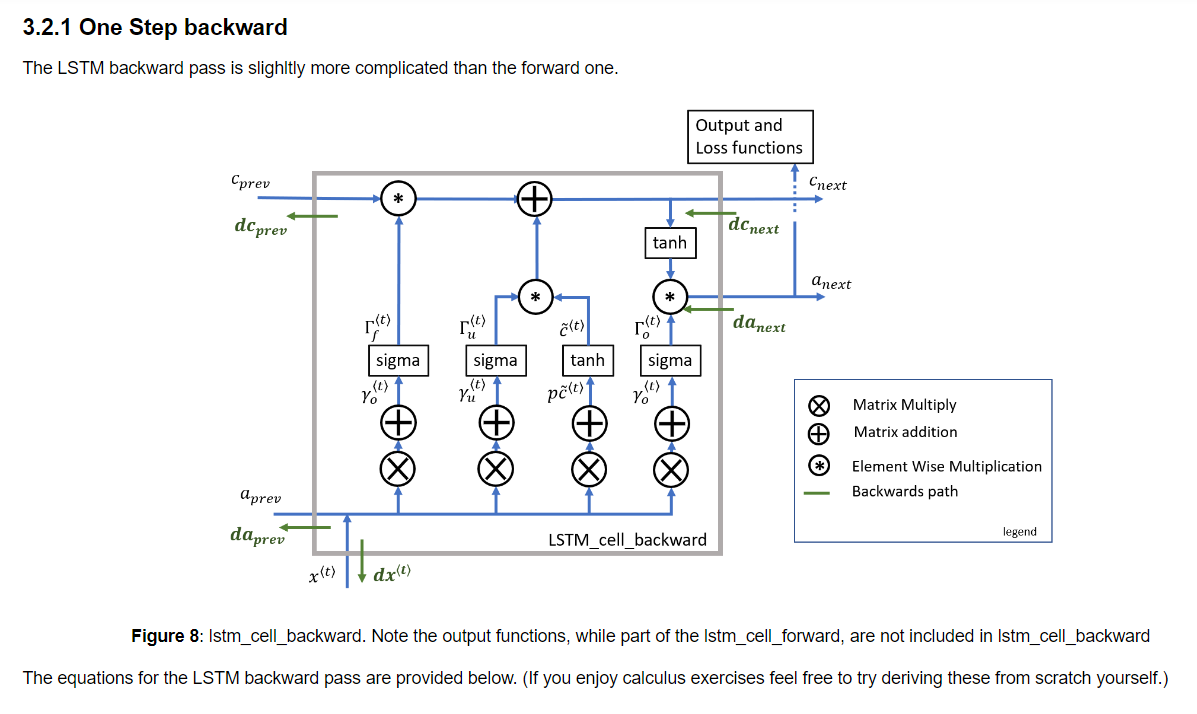 3.2.1 One Step backward
The LSTM backward pass is slighltly more complicated than the forward one.
Output and
Loss functions
c_prev
c_next
dc_prev
dc_next
tanh
a_next
da_next
Γ_f^⟨t⟩
Γ_u^⟨t⟩
c̃^⟨t⟩
Γ_o^⟨t⟩
sigma
sigma
tanh
sigma
γ_o^⟨t⟩
γ_u^⟨t⟩
pc̃^⟨t⟩
γ_o^⟨t⟩
Matrix Multiply
Matrix addition
Element Wise Multiplication
Backwards path
legend
a_prev
da_prev
LSTM_cell_backward
x^⟨t⟩
dx^⟨t⟩
Figure 8: lstm_cell_backward. Note the output functions, while part of the lstm_cell_forward, are not included in lstm_cell_backward
The equations for the LSTM backward pass are provided below. (If you enjoy calculus exercises feel free to try deriving these from scratch yourself.)